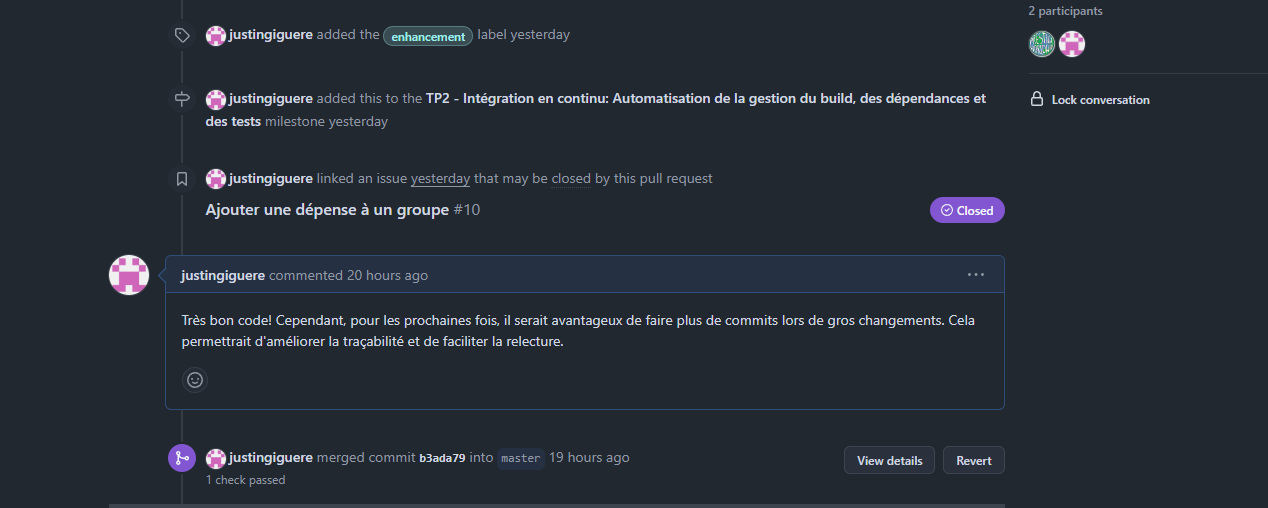 2 participants
justingiguere added the enhancement label yesterday
justingiguere added this to the TP2 - Intégration en continu: Automatisation de la gestion du build, des dépendances et
des tests milestone yesterday
Lock conversation
justingiguere linked an issue yesterday that may be closed by this pull request
Ajouter une dépense à un groupe #10
Closed
justingiguere commented 20 hours ago
Très bon code! Cependant, pour les prochaines fois, il serait avantageux de faire plus de commits lors de gros changements. Cela
permettrait d'améliorer la traçabilité et de faciliter la relecture.
justingiguere merged commit b3ada79 into master 19 hours ago
View details
Revert
1 check passed